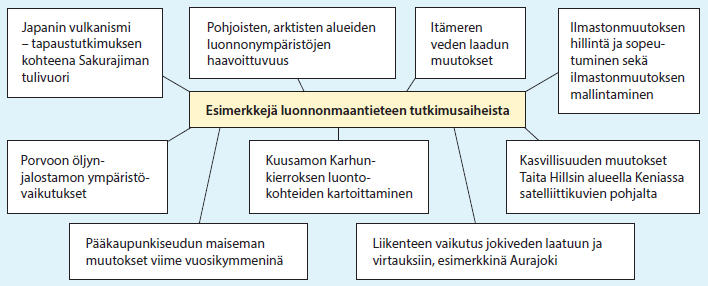 Japanin vulkanismi
– tapaustutkimuksen
kohteena Sakurajiman
tulivuori
Pohjoisten, arktisten alueiden
luonnonympäristöjen
haavoittuvuus
Itämeren
veden laadun
muutokset
Ilmastonmuutoksen
hillintä ja sopeu-
tuminen sekä
ilmastonmuutoksen
mallintaminen
Esimerkkejä luonnonmaantieteen tutkimusaiheista
Porvoon öljyn-
jalostamon ympäristö-
vaikutukset
Kuusamon Karhun-
kierroksen luonto-
kohteiden kartoittaminen
Kasvillisuuden muutokset
Taita Hillsin alueella Keniassa
satelliittikuvien pohjalta
Pääkaupunkiseudun maiseman
muutokset viime vuosikymmeninä
Liikenteen vaikutus jokiveden laatuun ja
virtauksiin, esimerkkinä Aurajoki